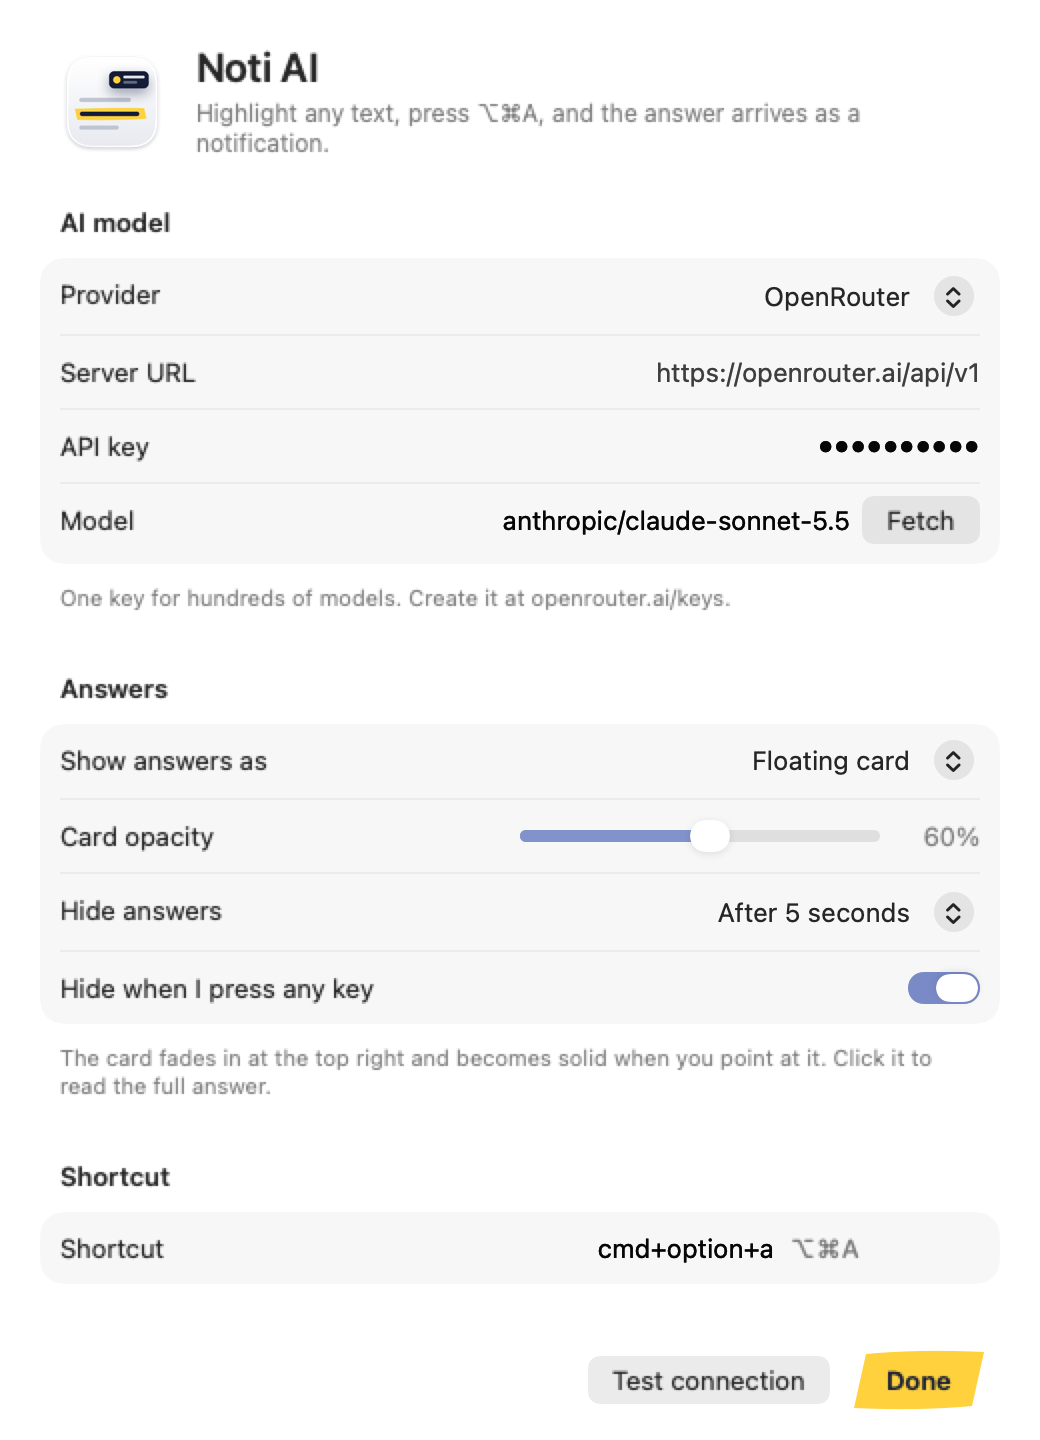 Noti AI
Highlight any text, press ⌥⌘A, and the answer arrives as a
notification.
AI model
Provider OpenRouter
Server URL https://openrouter.ai/api/v1
API key ••••••••••
Model anthropic/claude-sonnet-5.5 Fetch
One key for hundreds of models. Create it at openrouter.ai/keys.
Answers
Show answers as Floating card
Card opacity 60%
Hide answers After 5 seconds
Hide when I press any key
The card fades in at the top right and becomes solid when you point at it. Click it to
read the full answer.
Shortcut
Shortcut cmd+option+a ⌥⌘A
Test connection Done